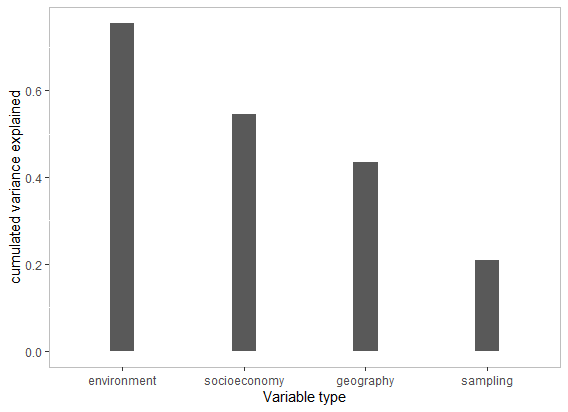 cumulated variance explained
0.6
0.4
0.2
0.0
environment socioeconomy geography sampling
Variable type